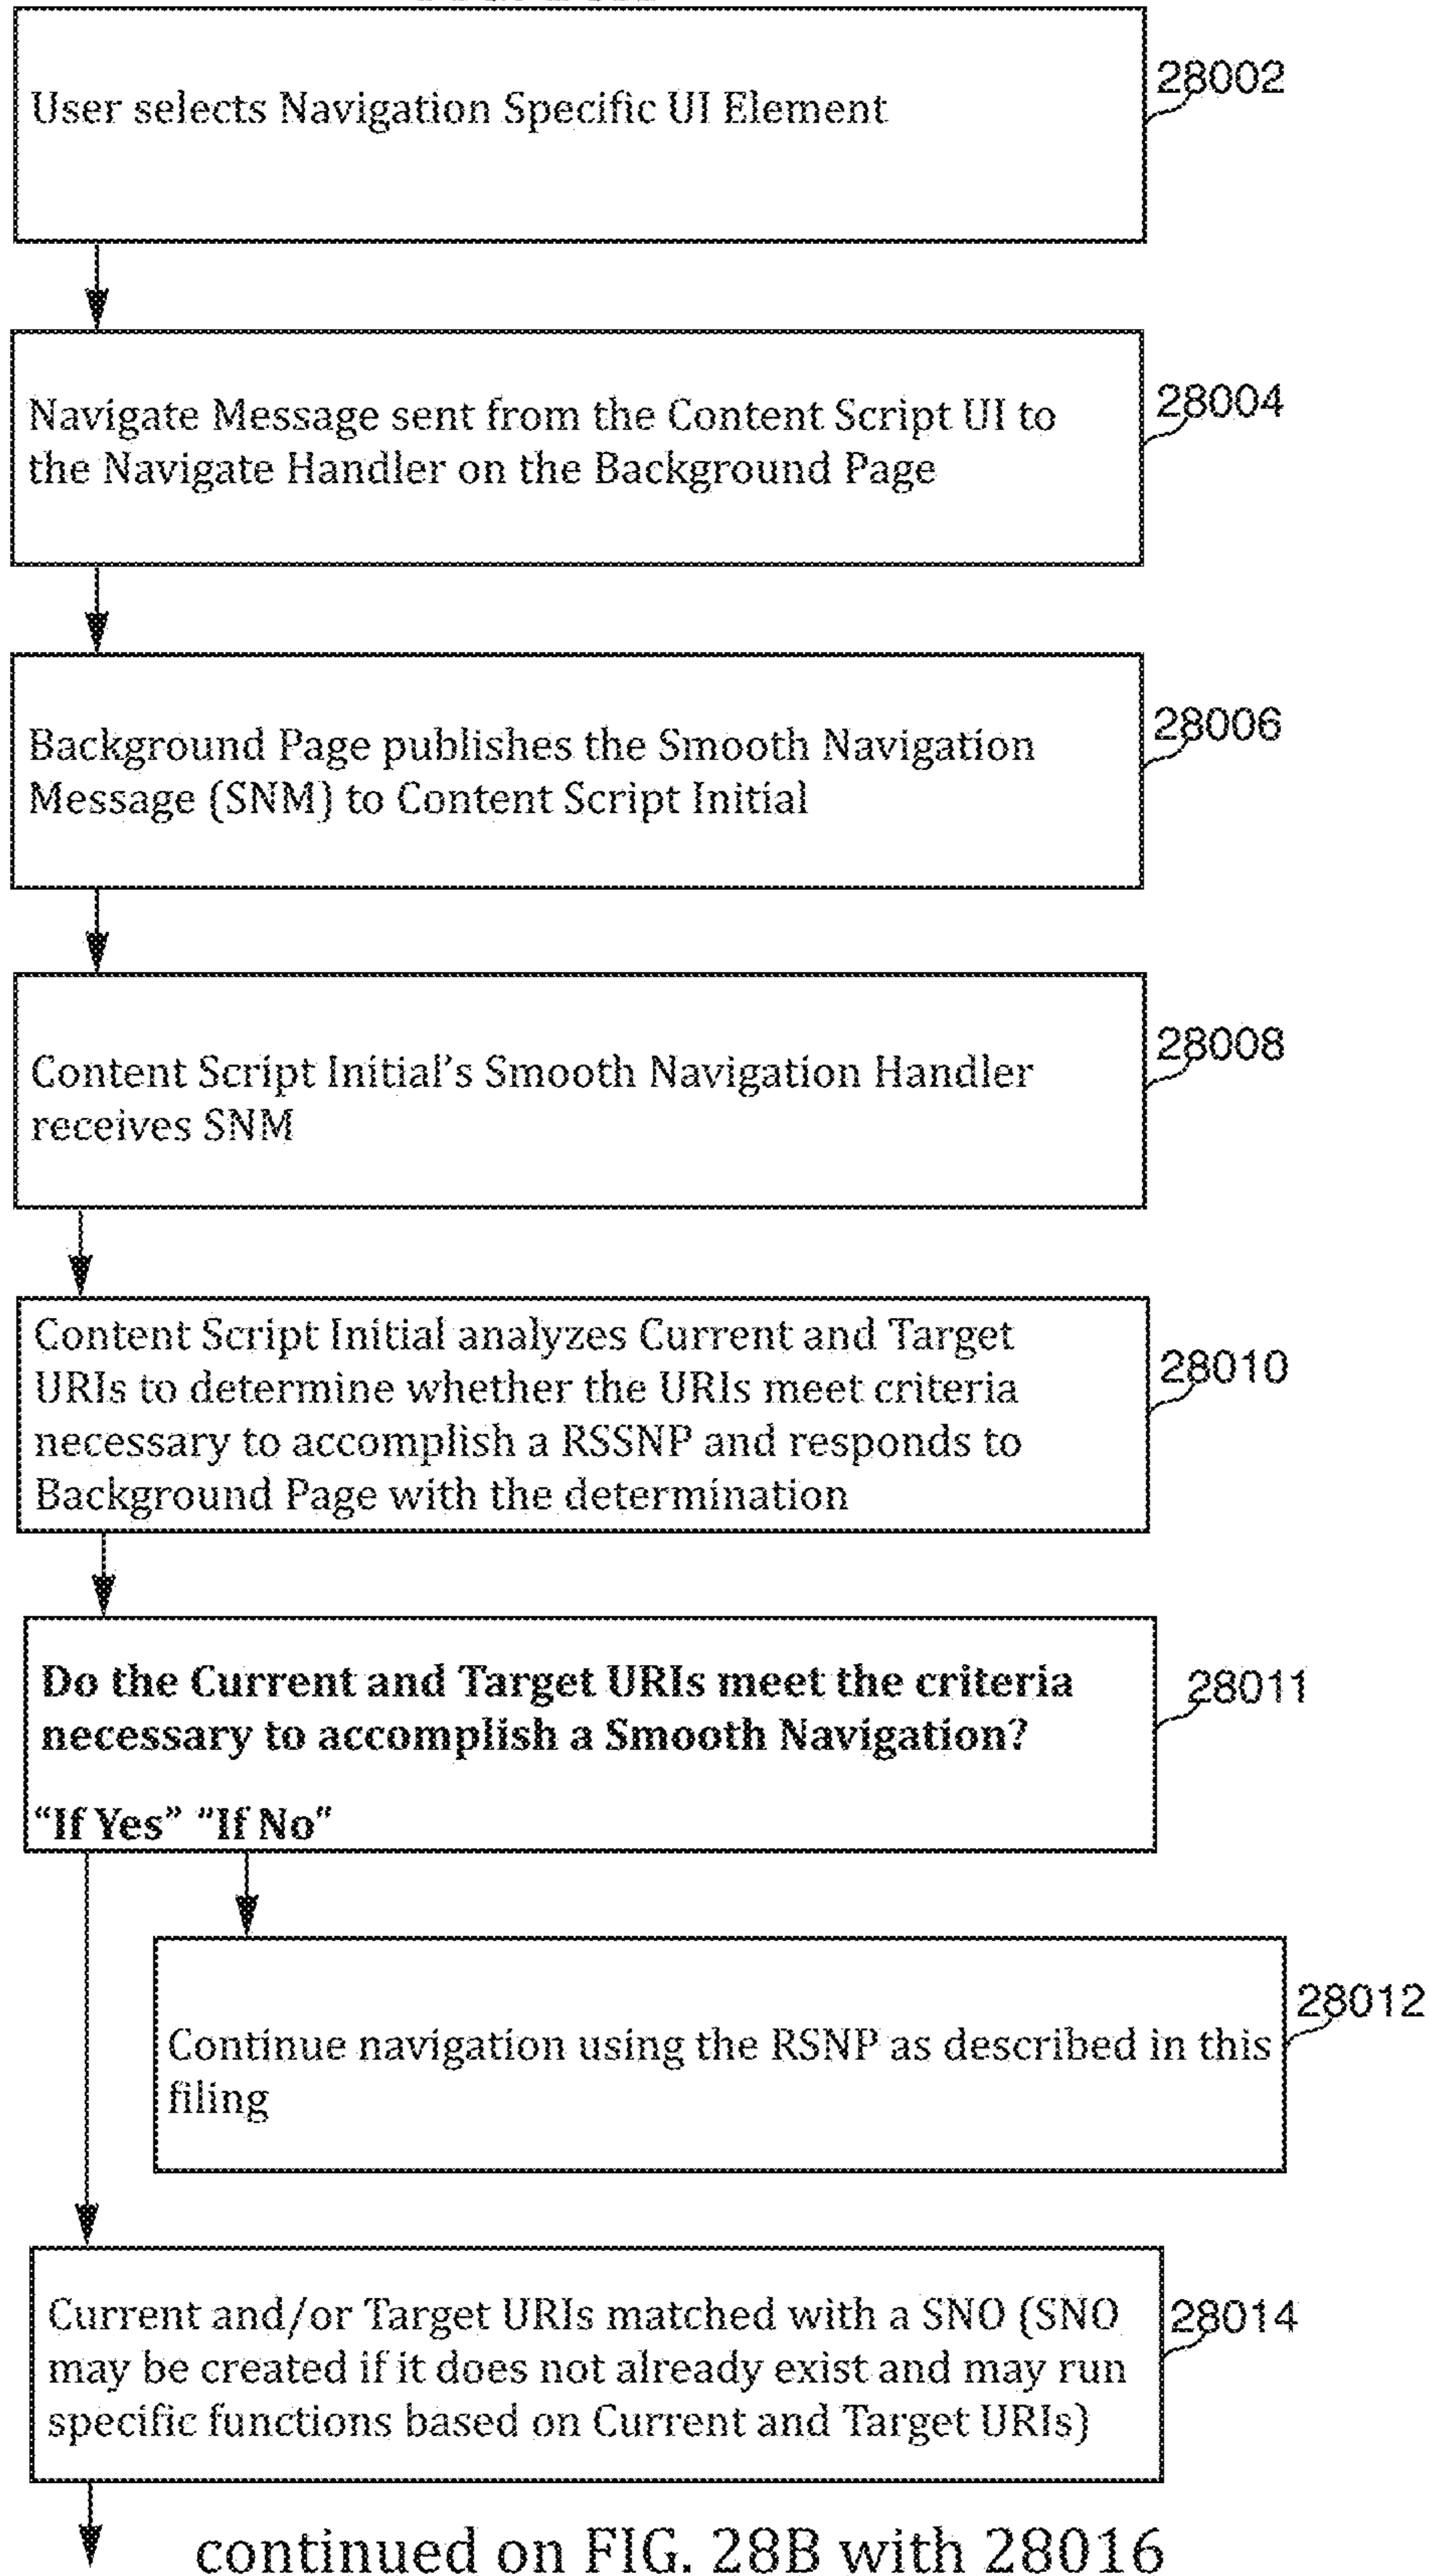 User selects Navigation Specific UI Element
28002
Navigate Message sent from the Content Script UI to
the Navigate Handler on the Background Page
28004
Background Page publishes the Smooth Navigation
Message (SNM) to Content Script Initial
28006
Content Script Initial's Smooth Navigation Handler
receives SNM
28008
Content Script Initial analyzes Current and Target
URIs to determine whether the URIs meet criteria
necessary to accomplish a RSSNP and responds to
Background Page with the determination
28010
Do the Current and Target URIs meet the criteria
necessary to accomplish a Smooth Navigation?
“If Yes” "If No"
28011
Continue navigation using the RSNP as described in this
filing
28012
Current and/or Target URIs matched with a SNO (SNO
may be created if it does not already exist and may run
specific functions based on Current and Target URIs)
28014
continued on FIG. 28B with 28016